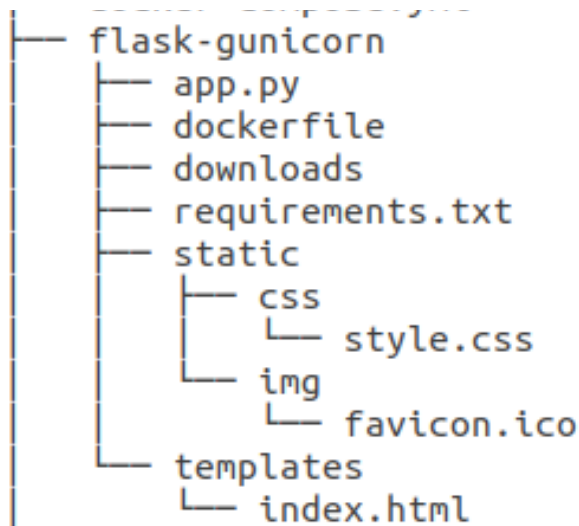 ├── flask-gunicorn
│   ├── app.py
│   ├── dockerfile
│   ├── downloads
│   ├── requirements.txt
│   ├── static
│   │   ├── css
│   │   │   └── style.css
│   │   └── img
│   │       └── favicon.ico
│   └── templates
│       └── index.html